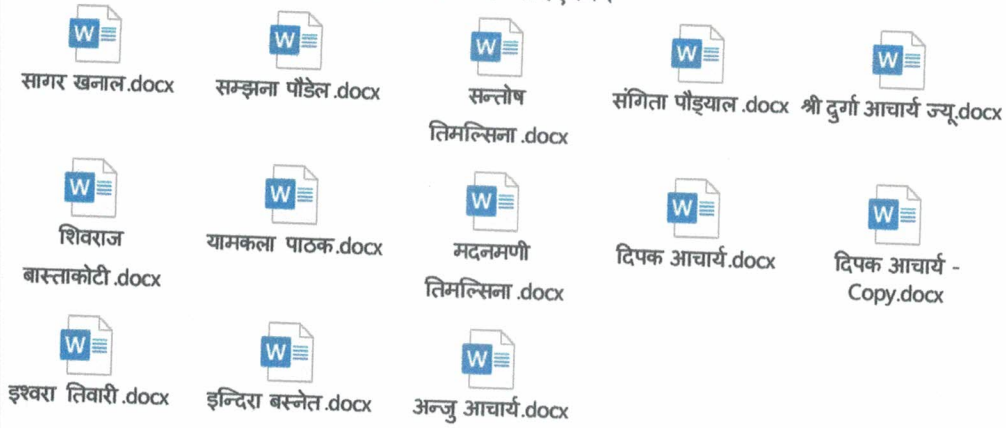 सागर खनाल.docx
सम्झना पौडेल.docx
सन्तोष
तिमल्सिना.docx
संगिता पौड्याल.docx
श्री दुर्गा आचार्य ज्यू.docx
शिवराज
बास्ताकोटी.docx
यामकला पाठक.docx
मदनमणी
तिमल्सिना.docx
दिपक आचार्य.docx
दिपक आचार्य -
Copy.docx
इश्वरा तिवारी.docx
इन्दिरा बस्नेत.docx
अन्जु आचार्य.docx